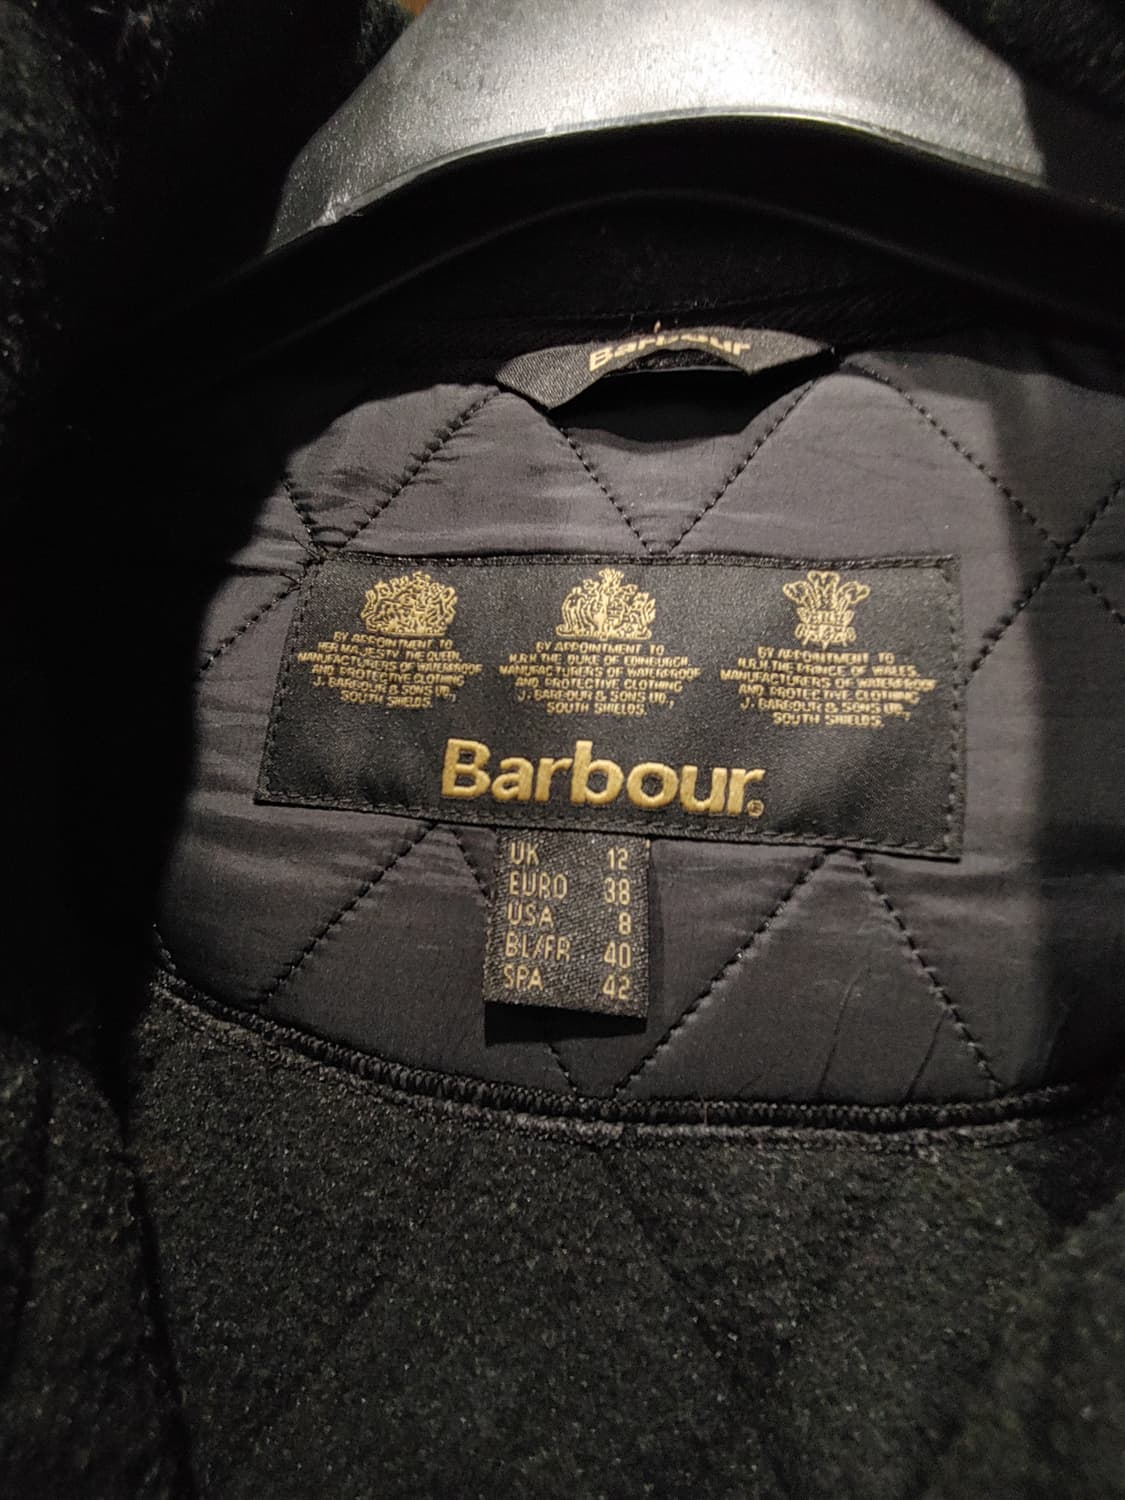 Barbour
BY APPOINTMENT TO
HER MAJESTY
MANUFACTURERS OF WATERPROOF
AND PROTECTIVE CLOTHING
J. BARBOUR & SONS LTD,
SOUTH SHIELDS
BY APPOINTMENT TO
H.R.H. THE DUKE OF EDINBURGH
MANUFACTURERS OF WATERPROOF
AND PROTECTIVE CLOTHING
J. BARBOUR & SONS LTD,
SOUTH SHIELDS
BY APPOINTMENT TO
H.R.H. THE PRINCE OF WALES
MANUFACTURERS OF WATERPROOF
AND PROTECTIVE CLOTHING
J. BARBOUR & SONS LTD,
SOUTH SHIELDS
Barbour®
UK 12
EURO 38
USA 8
BL/FR 40
SPA 42